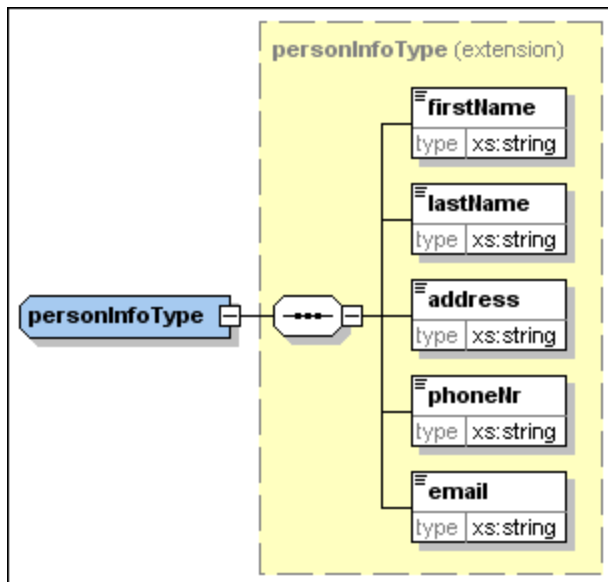 personInfoType (extension)
firstName
type xs:string
lastName
type xs:string
personInfoType
address
type xs:string
phoneNr
type xs:string
email
type xs:string